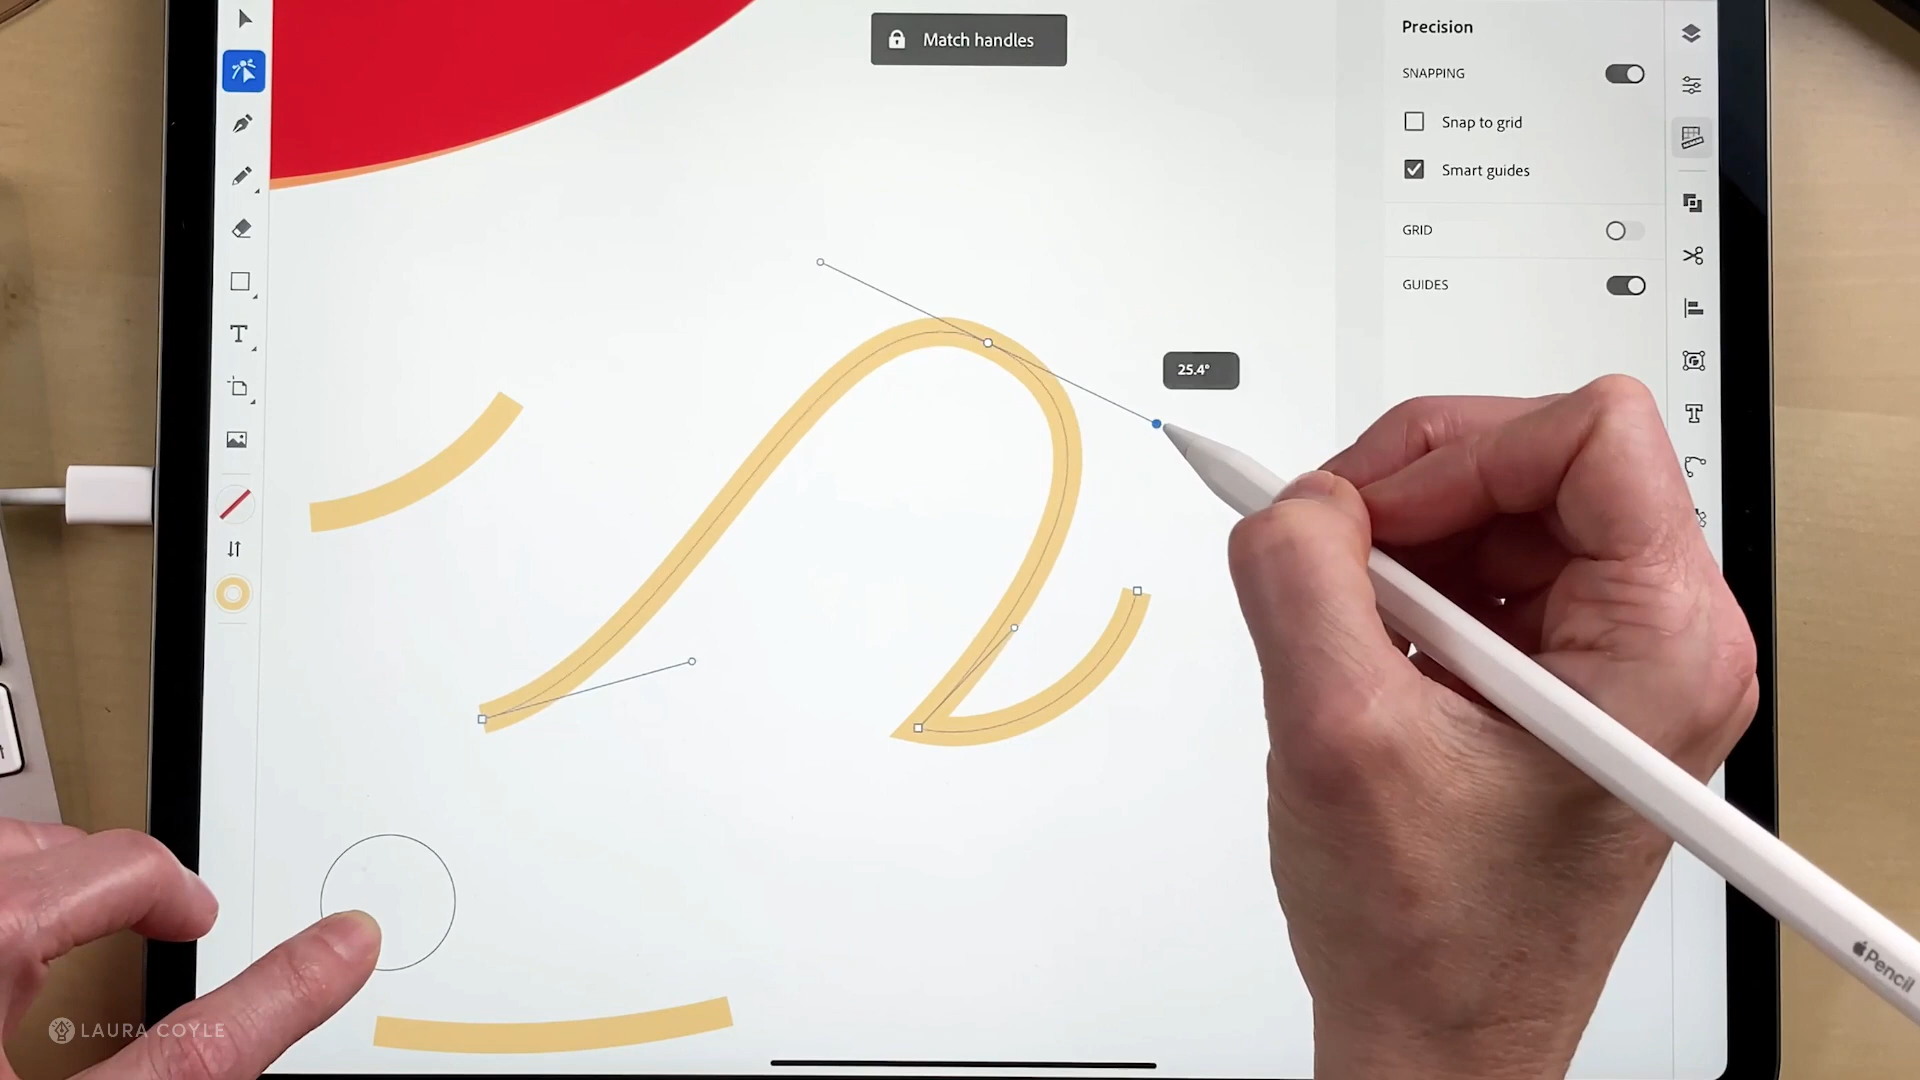 Match handles
Precision
SNAPPING
Snap to grid
Smart guides
GRID
GUIDES
25.4°
T
T
Pencil
LAURA COYLE